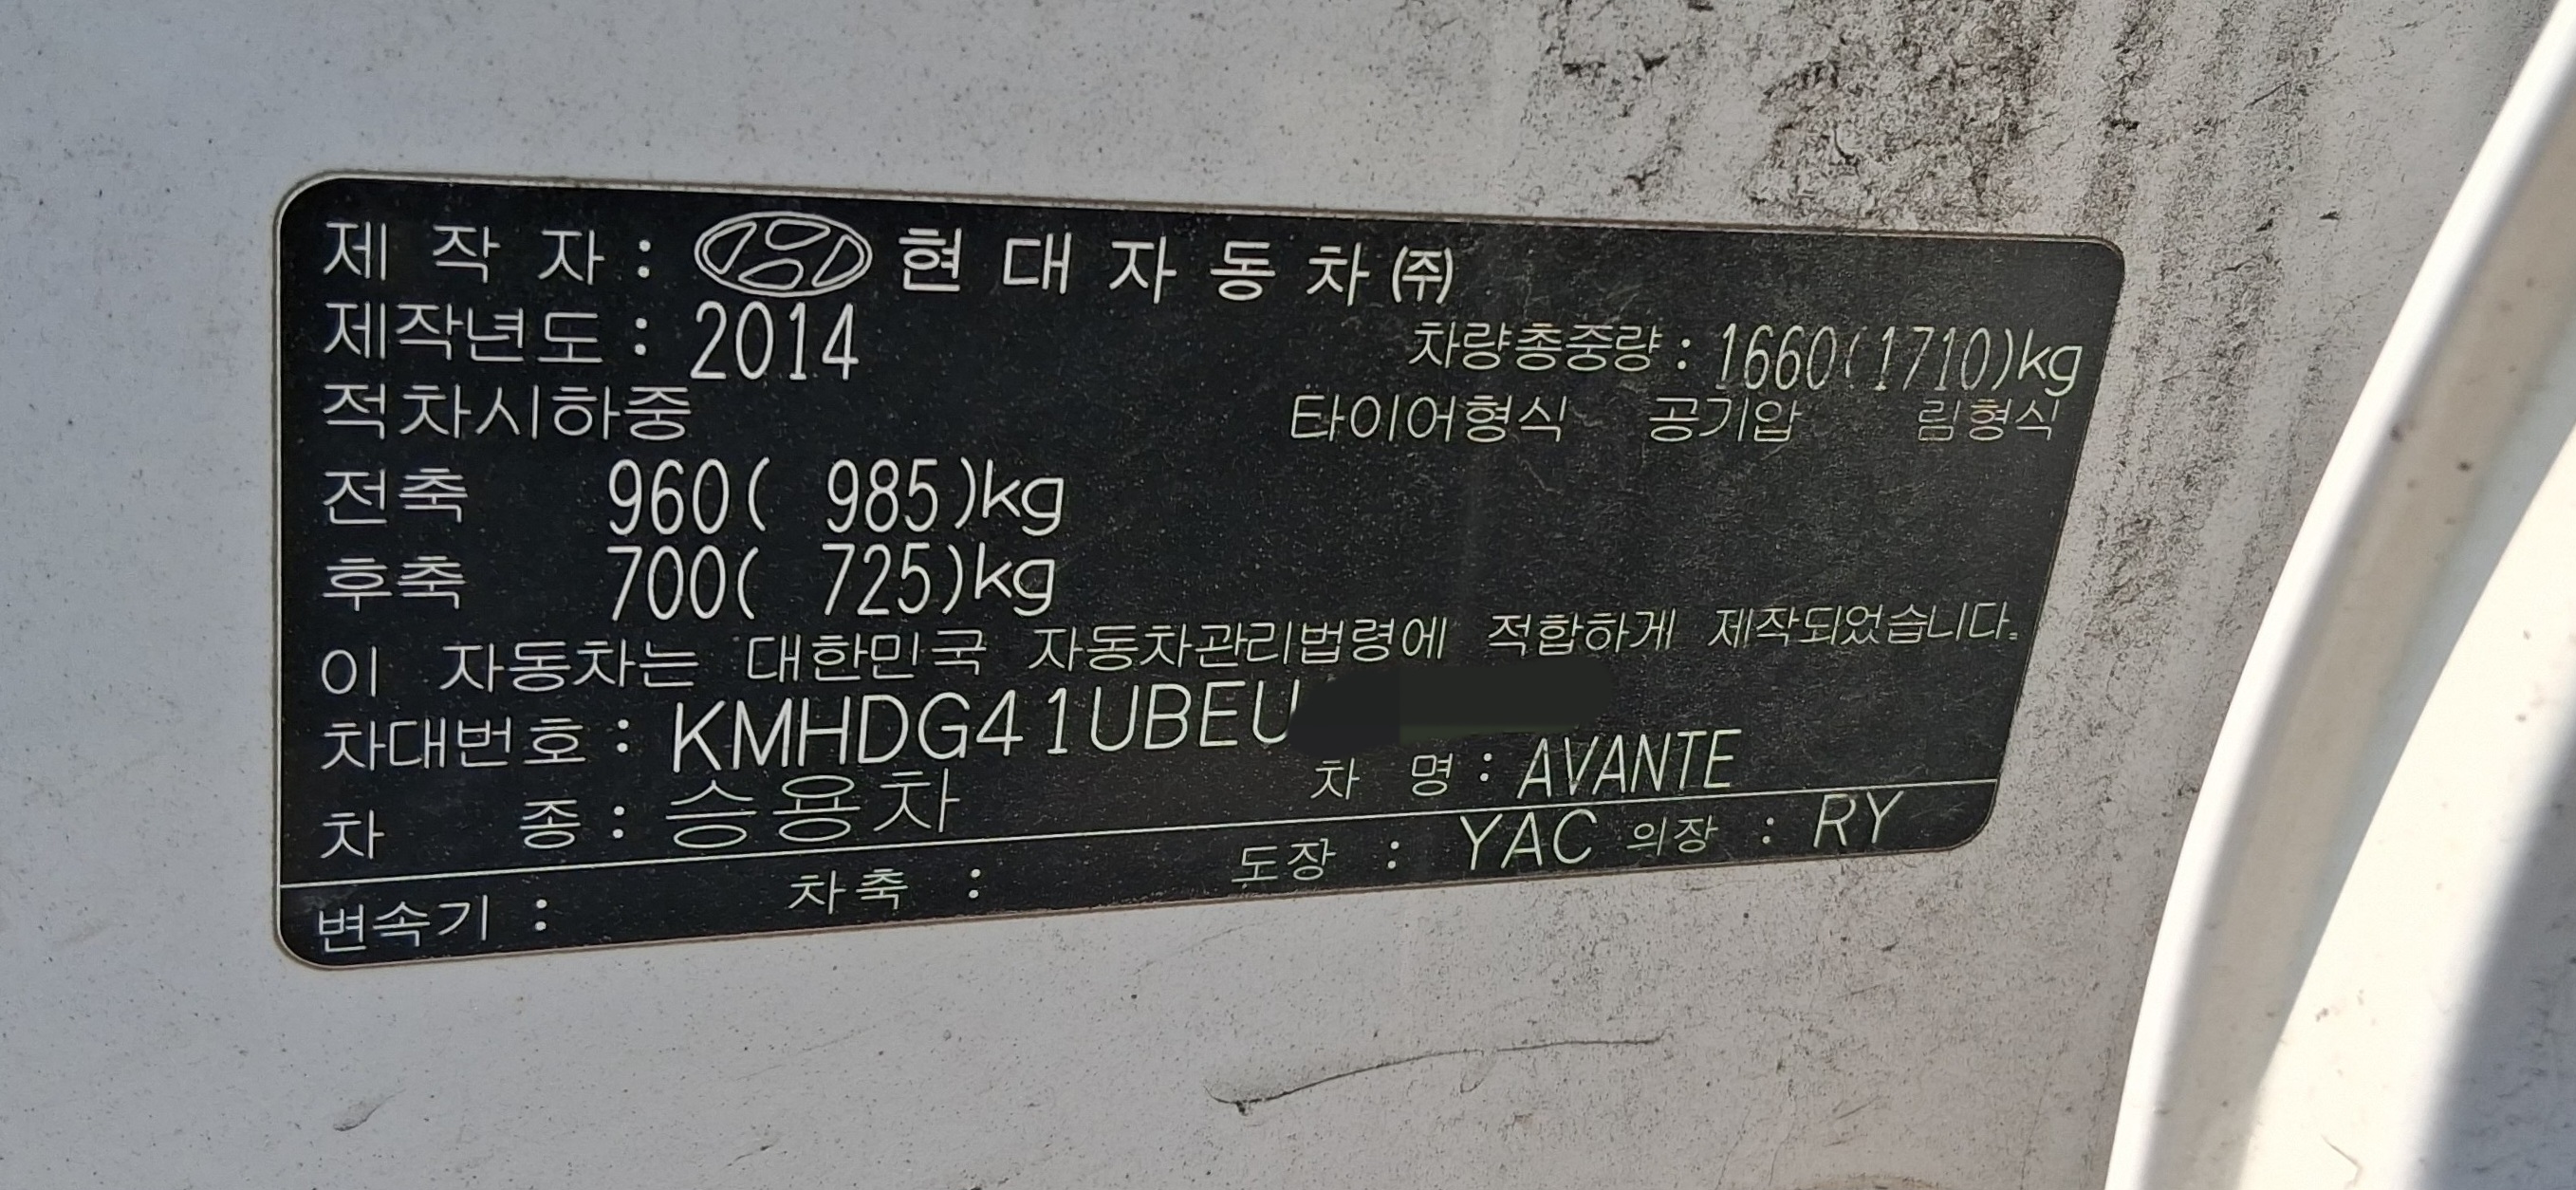 제 작 자 : 현 대 자 동 차 ㈜
제작년도 : 2014
차량총중량 : 1660(1710)kg
적차시하중
타이어형식 공기압 림형식
전축 960( 985)kg
후축 700( 725)kg
이 자동차는 대한민국 자동차관리법령에 적합하게 제작되었습니다.
차대번호 : KMHDG41UBEU
차 종 : 승용차
차 명 : AVANTE
변속기 : 차축 : 도장 : YAC 의장 : RY